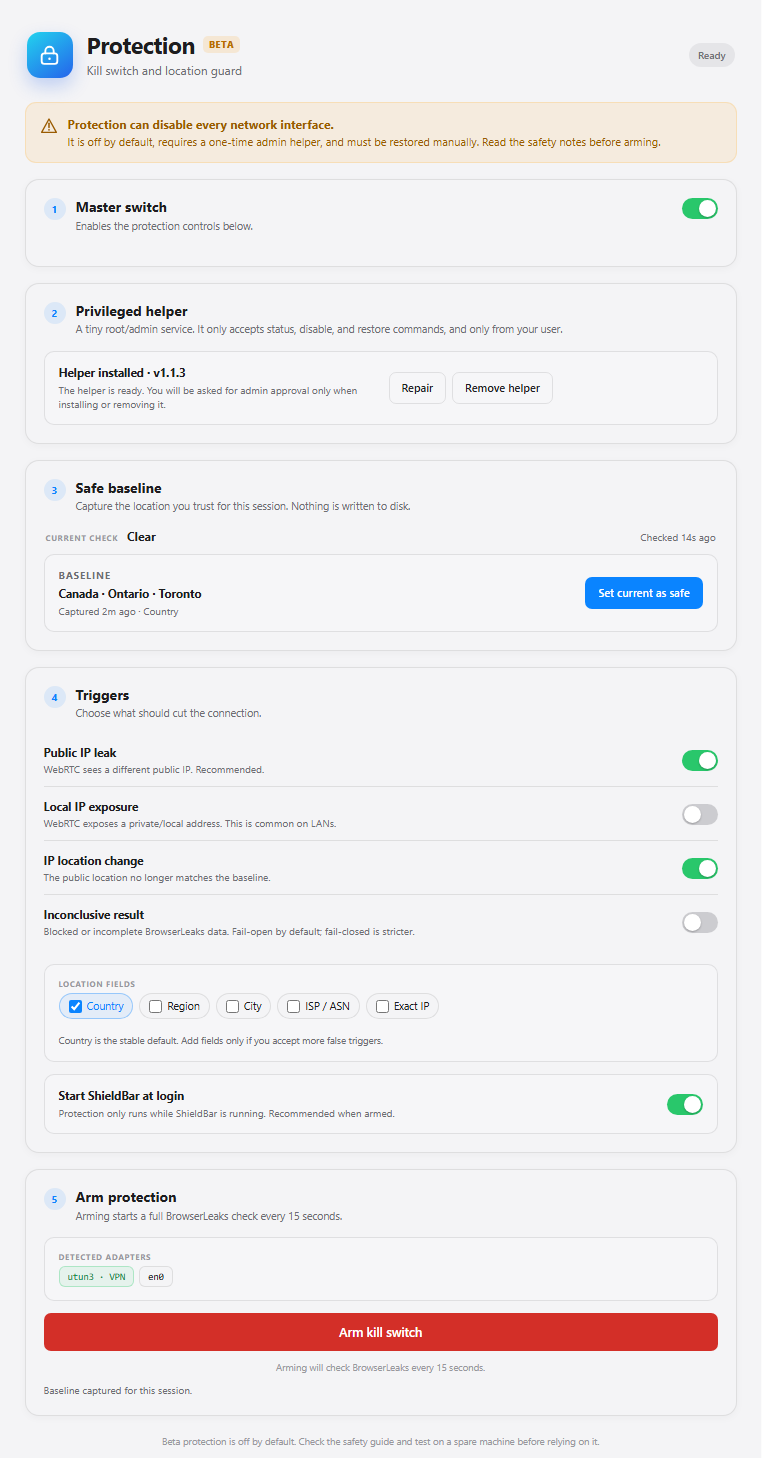 Protection BETA
Kill switch and location guard
Ready
Protection can disable every network interface.
It is off by default, requires a one-time admin helper, and must be restored manually. Read the safety notes before arming.
1 Master switch
Enables the protection controls below.
2 Privileged helper
A tiny root/admin service. It only accepts status, disable, and restore commands, and only from your user.
Helper installed · v1.1.3
The helper is ready. You will be asked for admin approval only when
installing or removing it.
Repair Remove helper
3 Safe baseline
Capture the location you trust for this session. Nothing is written to disk.
CURRENT CHECK Clear Checked 14s ago
BASELINE
Canada · Ontario · Toronto
Captured 2m ago · Country
Set current as safe
4 Triggers
Choose what should cut the connection.
Public IP leak
WebRTC sees a different public IP. Recommended.
Local IP exposure
WebRTC exposes a private/local address. This is common on LANs.
IP location change
The public location no longer matches the baseline.
Inconclusive result
Blocked or incomplete BrowserLeaks data. Fail-open by default; fail-closed is stricter.
LOCATION FIELDS
Country Region City ISP / ASN Exact IP
Country is the stable default. Add fields only if you accept more false triggers.
Start ShieldBar at login
Protection only runs while ShieldBar is running. Recommended when armed.
5 Arm protection
Arming starts a full BrowserLeaks check every 15 seconds.
DETECTED ADAPTERS
utun3 · VPN en0
Arm kill switch
Arming will check BrowserLeaks every 15 seconds.
Baseline captured for this session.
Beta protection is off by default. Check the safety guide and test on a spare machine before relying on it.